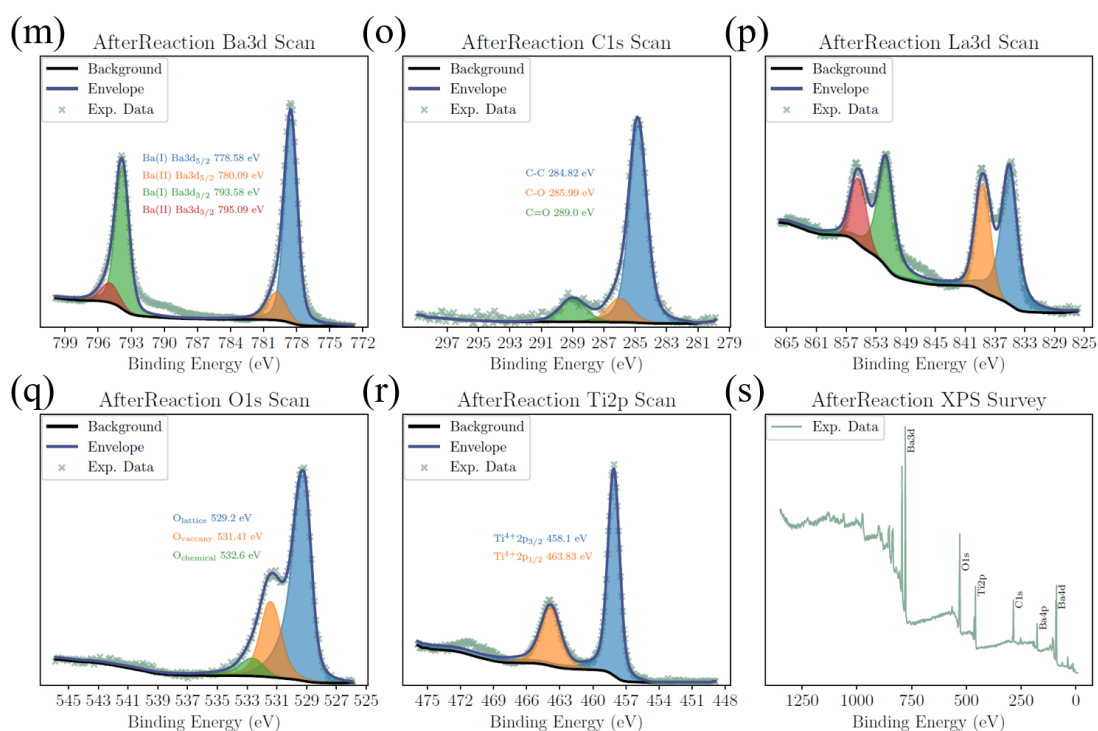 (m)
AfterReaction Ba3d Scan
Background
Envelope
Exp. Data
Ba(I) Ba3d5/2 778.58 eV
Ba(II) Ba3d5/2 780.09 eV
Ba(I) Ba3d3/2 793.58 eV
Ba(II) Ba3d3/2 795.09 eV
799 796 793 790 787 784 781 778 775 772
Binding Energy (eV)
(o)
AfterReaction C1s Scan
Background
Envelope
Exp. Data
C-C 284.82 eV
C-O 285.99 eV
C=O 289.0 eV
297 295 293 291 289 287 285 283 281 279
Binding Energy (eV)
(p)
AfterReaction La3d Scan
Background
Envelope
Exp. Data
865 861 857 853 849 845 841 837 833 829 825
Binding Energy (eV)
(q)
AfterReaction O1s Scan
Background
Envelope
Exp. Data
Olattice 529.2 eV
Ovaccany 531.41 eV
Ochemical 532.6 eV
545 543 541 539 537 535 533 531 529 527 525
Binding Energy (eV)
(r)
AfterReaction Ti2p Scan
Background
Envelope
Exp. Data
Ti4+2p3/2 458.1 eV
Ti4+2p1/2 463.83 eV
475 472 469 466 463 460 457 454 451 448
Binding Energy (eV)
(s)
AfterReaction XPS Survey
Exp. Data
Ba3d
O1s
Ti2p
C1s
Ba4p
Ba4d
1250 1000 750 500 250 0
Binding Energy (eV)